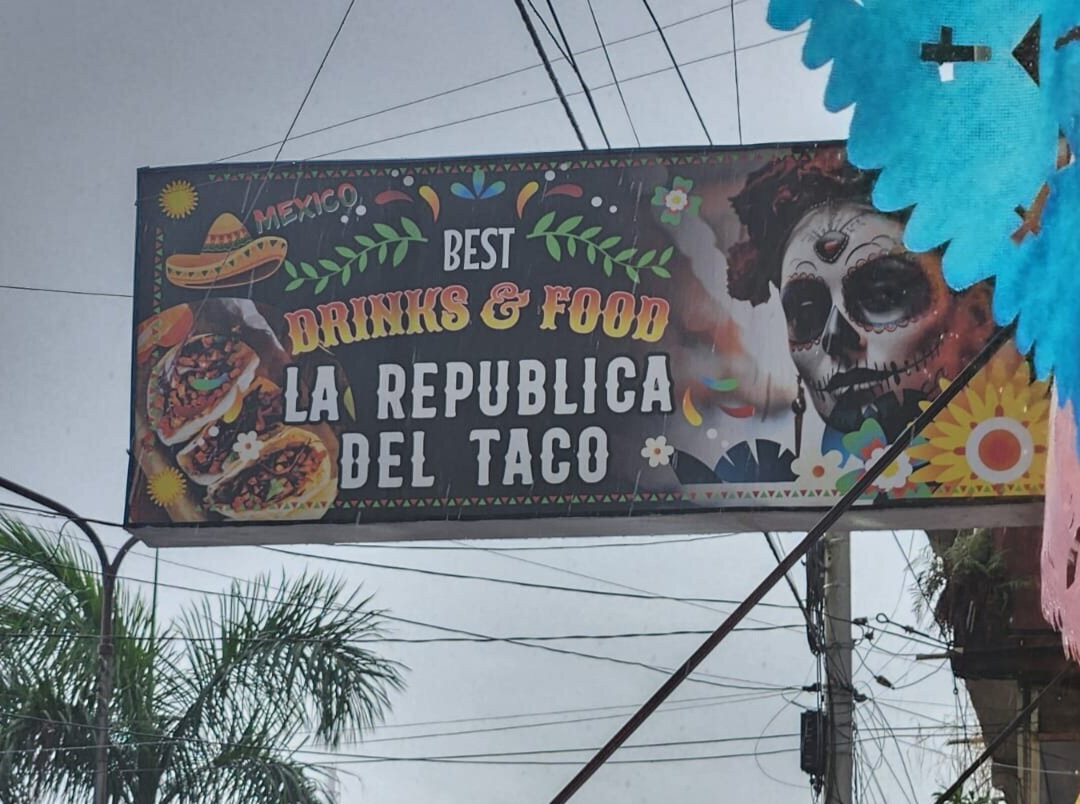 MEXICO
BEST
DRINKS & FOOD
LA REPUBLICA
DEL TACO